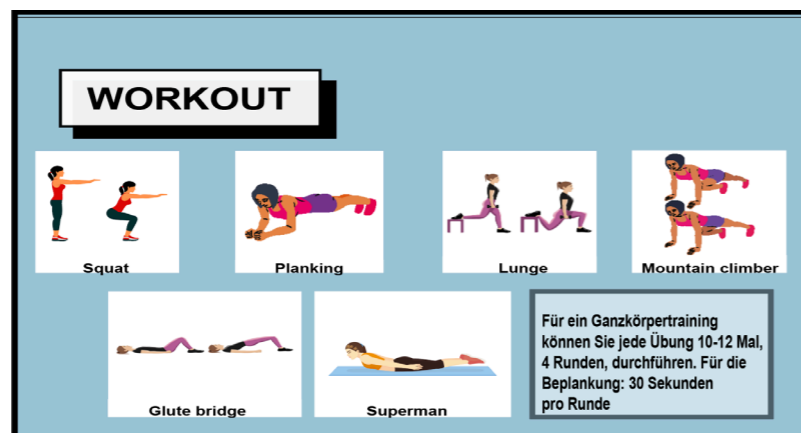 WORKOUT
Squat
Planking
Lunge
Mountain climber
Glute bridge
Superman
Für ein Ganzkörpertraining
können Sie jede Übung 10-12 Mal,
4 Runden, durchführen. Für die
Beplankung: 30 Sekunden
pro Runde